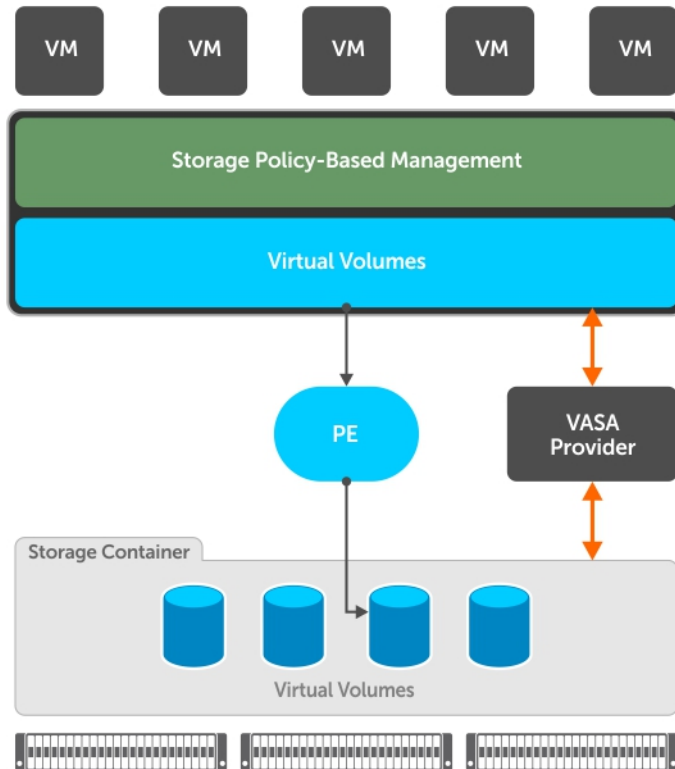 VM
VM
VM
VM
VM
Storage Policy-Based Management
Virtual Volumes
PE
VASA
Provider
Storage Container
Virtual Volumes